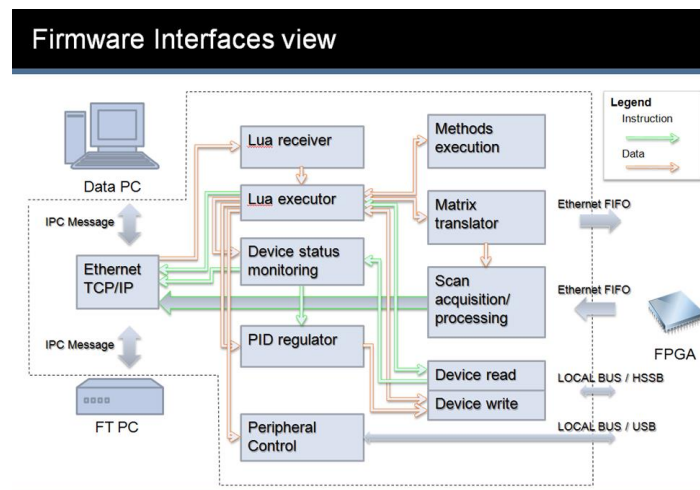 Firmware Interfaces view
Legend
Instruction
Data
Data PC
IPC Message
Ethernet
TCP/IP
IPC Message
FT PC
Lua receiver
Lua executor
Device status
monitoring
PID regulator
Peripheral
Control
Methods
execution
Matrix
translator
Scan
acquisition/
processing
Device read
Device write
Ethernet FIFO
Ethernet FIFO
FPGA
LOCAL BUS / HSSB
LOCAL BUS / USB